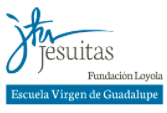 Jesuitas
Fundación Loyola
Escuela Virgen de Guadalupe